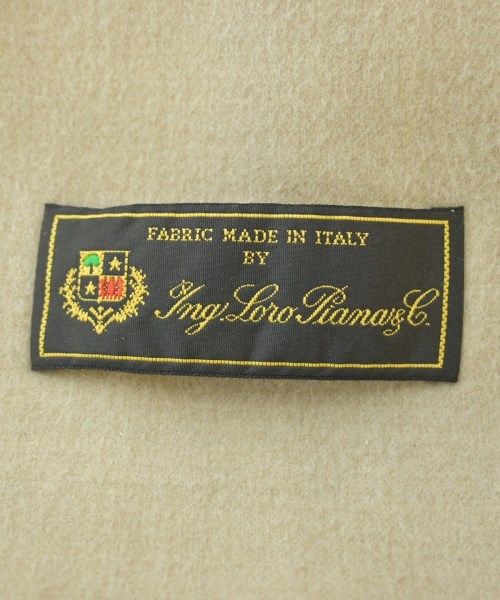 FABRIC MADE IN ITALY
BY
Ing. Loro Piana & C.